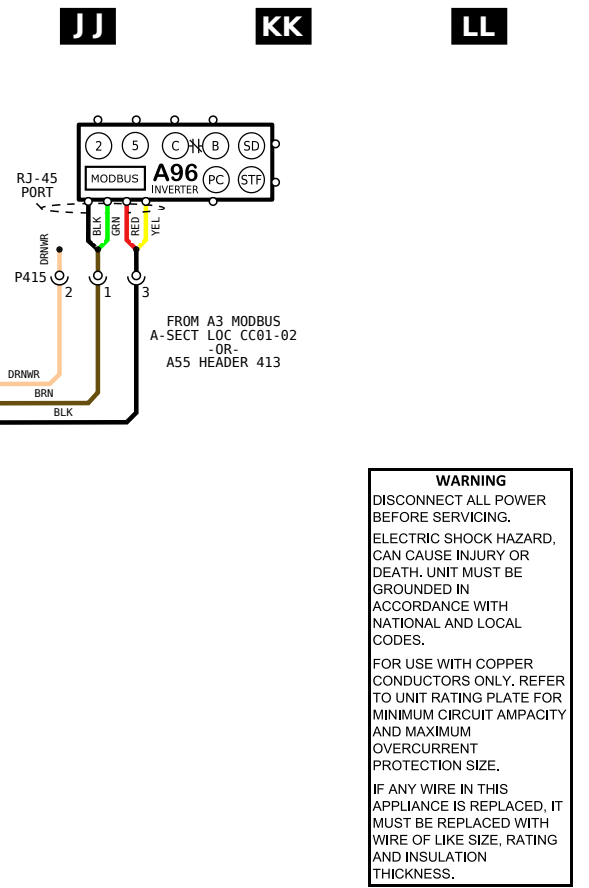 JJ KK LL
2 5 C B SD
MODBUS A96 PC STF
INVERTER
RJ-45
PORT
BLK GRN RED YEL
DRNWR
P415
2 1 3
FROM A3 MODBUS
A-SECT LOC CC01-02
-OR-
A55 HEADER 413
DRNWR
BRN
BLK
WARNING
DISCONNECT ALL POWER
BEFORE SERVICING.
ELECTRIC SHOCK HAZARD,
CAN CAUSE INJURY OR
DEATH. UNIT MUST BE
GROUNDED IN
ACCORDANCE WITH
NATIONAL AND LOCAL
CODES.
FOR USE WITH COPPER
CONDUCTORS ONLY. REFER
TO UNIT RATING PLATE FOR
MINIMUM CIRCUIT AMPACITY
AND MAXIMUM
OVERCURRENT
PROTECTION SIZE.
IF ANY WIRE IN THIS
APPLIANCE IS REPLACED, IT
MUST BE REPLACED WITH
WIRE OF LIKE SIZE, RATING
AND INSULATION
THICKNESS.